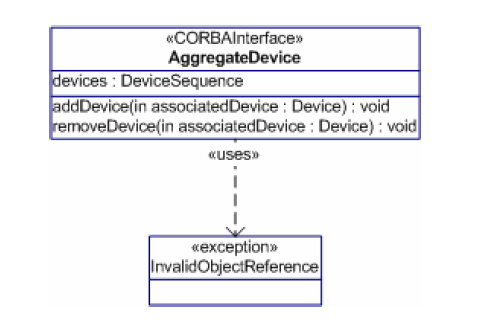 «CORBAInterface»
AggregateDevice
devices : DeviceSequence
addDevice(in associatedDevice : Device) : void
removeDevice(in associatedDevice : Device) : void
«uses»
«exception»
InvalidObjectReference